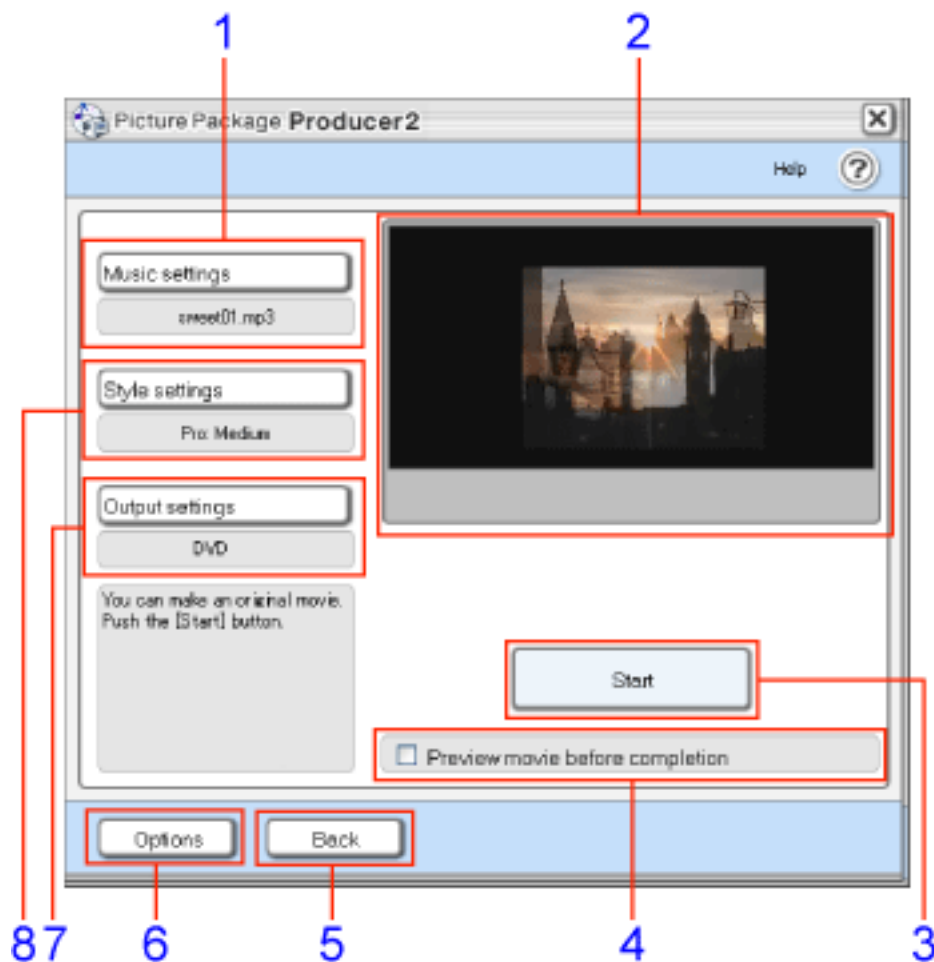 1 2
Picture Package Producer2
Help ?
Music settings
sweet01.mp3
Style settings
Pro: Medium
Output settings
DVD
You can make an original movie.
Push the [Start] button.
Start
Preview movie before completion
Options Back
8 7 6 5 4 3